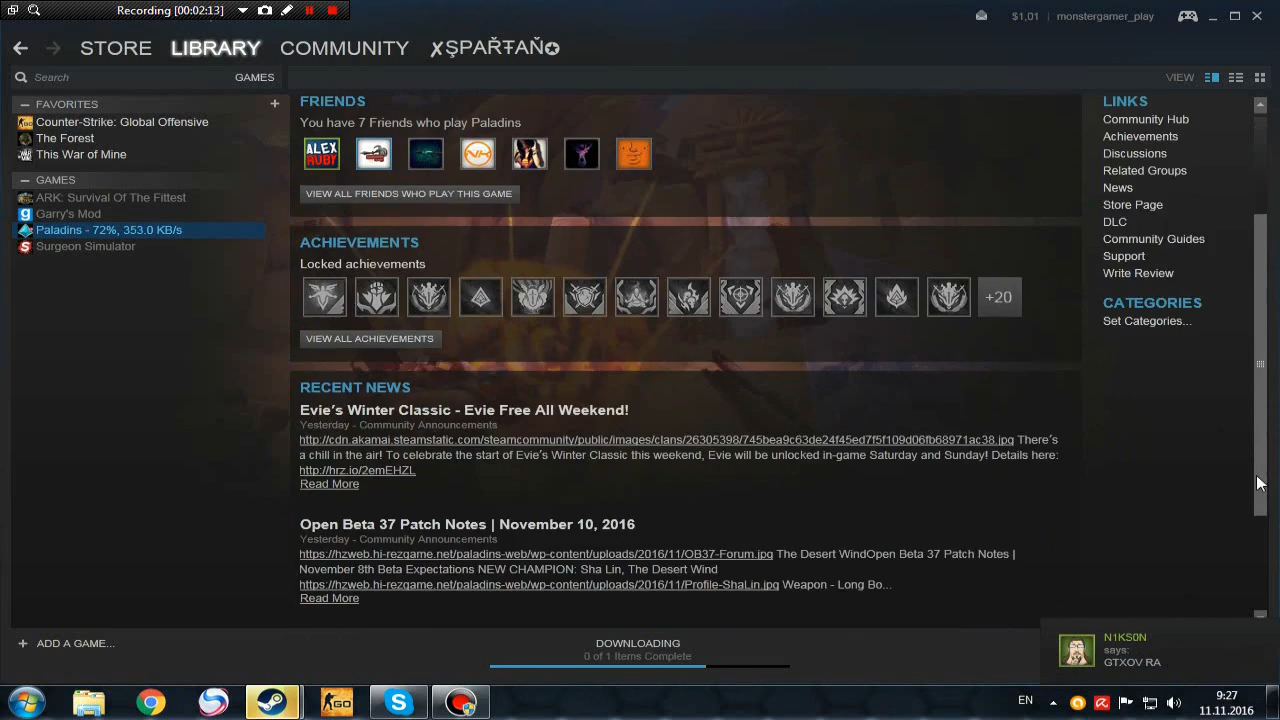 Recording [00:02:13]
$1,01 monstergamer_play
STORE LIBRARY COMMUNITY ✗ŞPAŘŦAŇ✪
Search GAMES VIEW
FAVORITES
Counter-Strike: Global Offensive
The Forest
This War of Mine
GAMES
ARK: Survival Of The Fittest
Garry's Mod
Paladins - 72%, 353.0 KB/s
Surgeon Simulator
FRIENDS
You have 7 Friends who play Paladins
ALEX
RUBY
VIEW ALL FRIENDS WHO PLAY THIS GAME
ACHIEVEMENTS
Locked achievements
+20
VIEW ALL ACHIEVEMENTS
RECENT NEWS
Evie's Winter Classic - Evie Free All Weekend!
Yesterday - Community Announcements
http://cdn.akamai.steamstatic.com/steamcommunity/public/images/clans/26305398/745bea9c63de24f45ed7f5f109d06fb68971ac38.jpg There's
a chill in the air! To celebrate the start of Evie's Winter Classic this weekend, Evie will be unlocked in-game Saturday and Sunday! Details here:
http://hrz.io/2emEHZL
Read More
Open Beta 37 Patch Notes | November 10, 2016
Yesterday - Community Announcements
https://hzweb.hi-rezgame.net/paladins-web/wp-content/uploads/2016/11/OB37-Forum.jpg The Desert WindOpen Beta 37 Patch Notes |
November 8th Beta Expectations NEW CHAMPION: Sha Lin, The Desert Wind
https://hzweb.hi-rezgame.net/paladins-web/wp-content/uploads/2016/11/Profile-ShaLin.jpg Weapon - Long Bo...
Read More
LINKS
Community Hub
Achievements
Discussions
Related Groups
News
Store Page
DLC
Community Guides
Support
Write Review
CATEGORIES
Set Categories...
ADD A GAME...
DOWNLOADING
0 of 1 Items Complete
N1KS0N
says:
GTXOV RA
GO
EN
9:27
11.11.2016